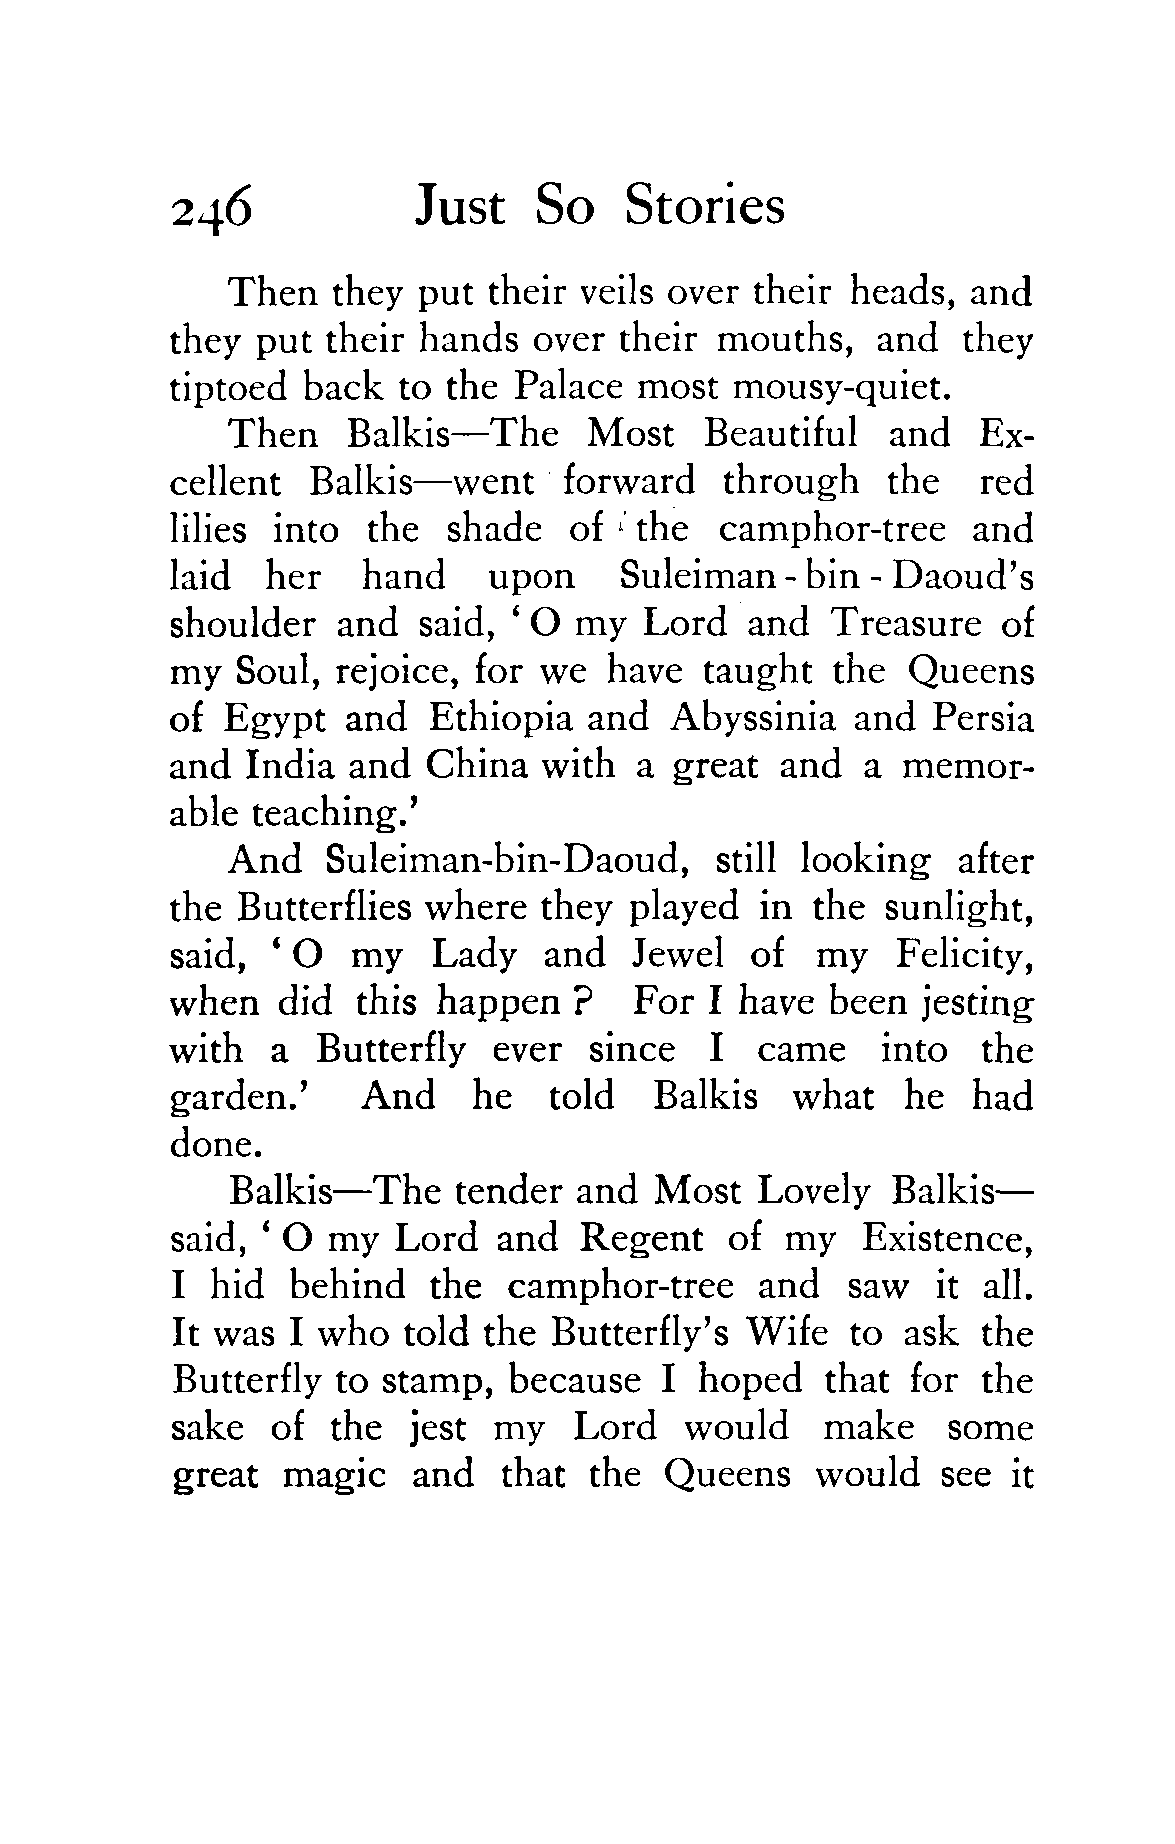 246 Just So Stories
Then they put their veils over their heads, and
they put their hands over their mouths, and they
tiptoed back to the Palace most mousy-quiet.
Then Balkis—The Most Beautiful and Ex-
cellent Balkis—went forward through the red
lilies into the shade of the camphor-tree and
laid her hand upon Suleiman-bin-Daoud's
shoulder and said, ‘O my Lord and Treasure of
my Soul, rejoice, for we have taught the Queens
of Egypt and Ethiopia and Abyssinia and Persia
and India and China with a great and a memor-
able teaching.’
And Suleiman-bin-Daoud, still looking after
the Butterflies where they played in the sunlight,
said, ‘O my Lady and Jewel of my Felicity,
when did this happen? For I have been jesting
with a Butterfly ever since I came into the
garden.’ And he told Balkis what he had
done.
Balkis—The tender and Most Lovely Balkis—
said, ‘O my Lord and Regent of my Existence,
I hid behind the camphor-tree and saw it all.
It was I who told the Butterfly's Wife to ask the
Butterfly to stamp, because I hoped that for the
sake of the jest my Lord would make some
great magic and that the Queens would see it